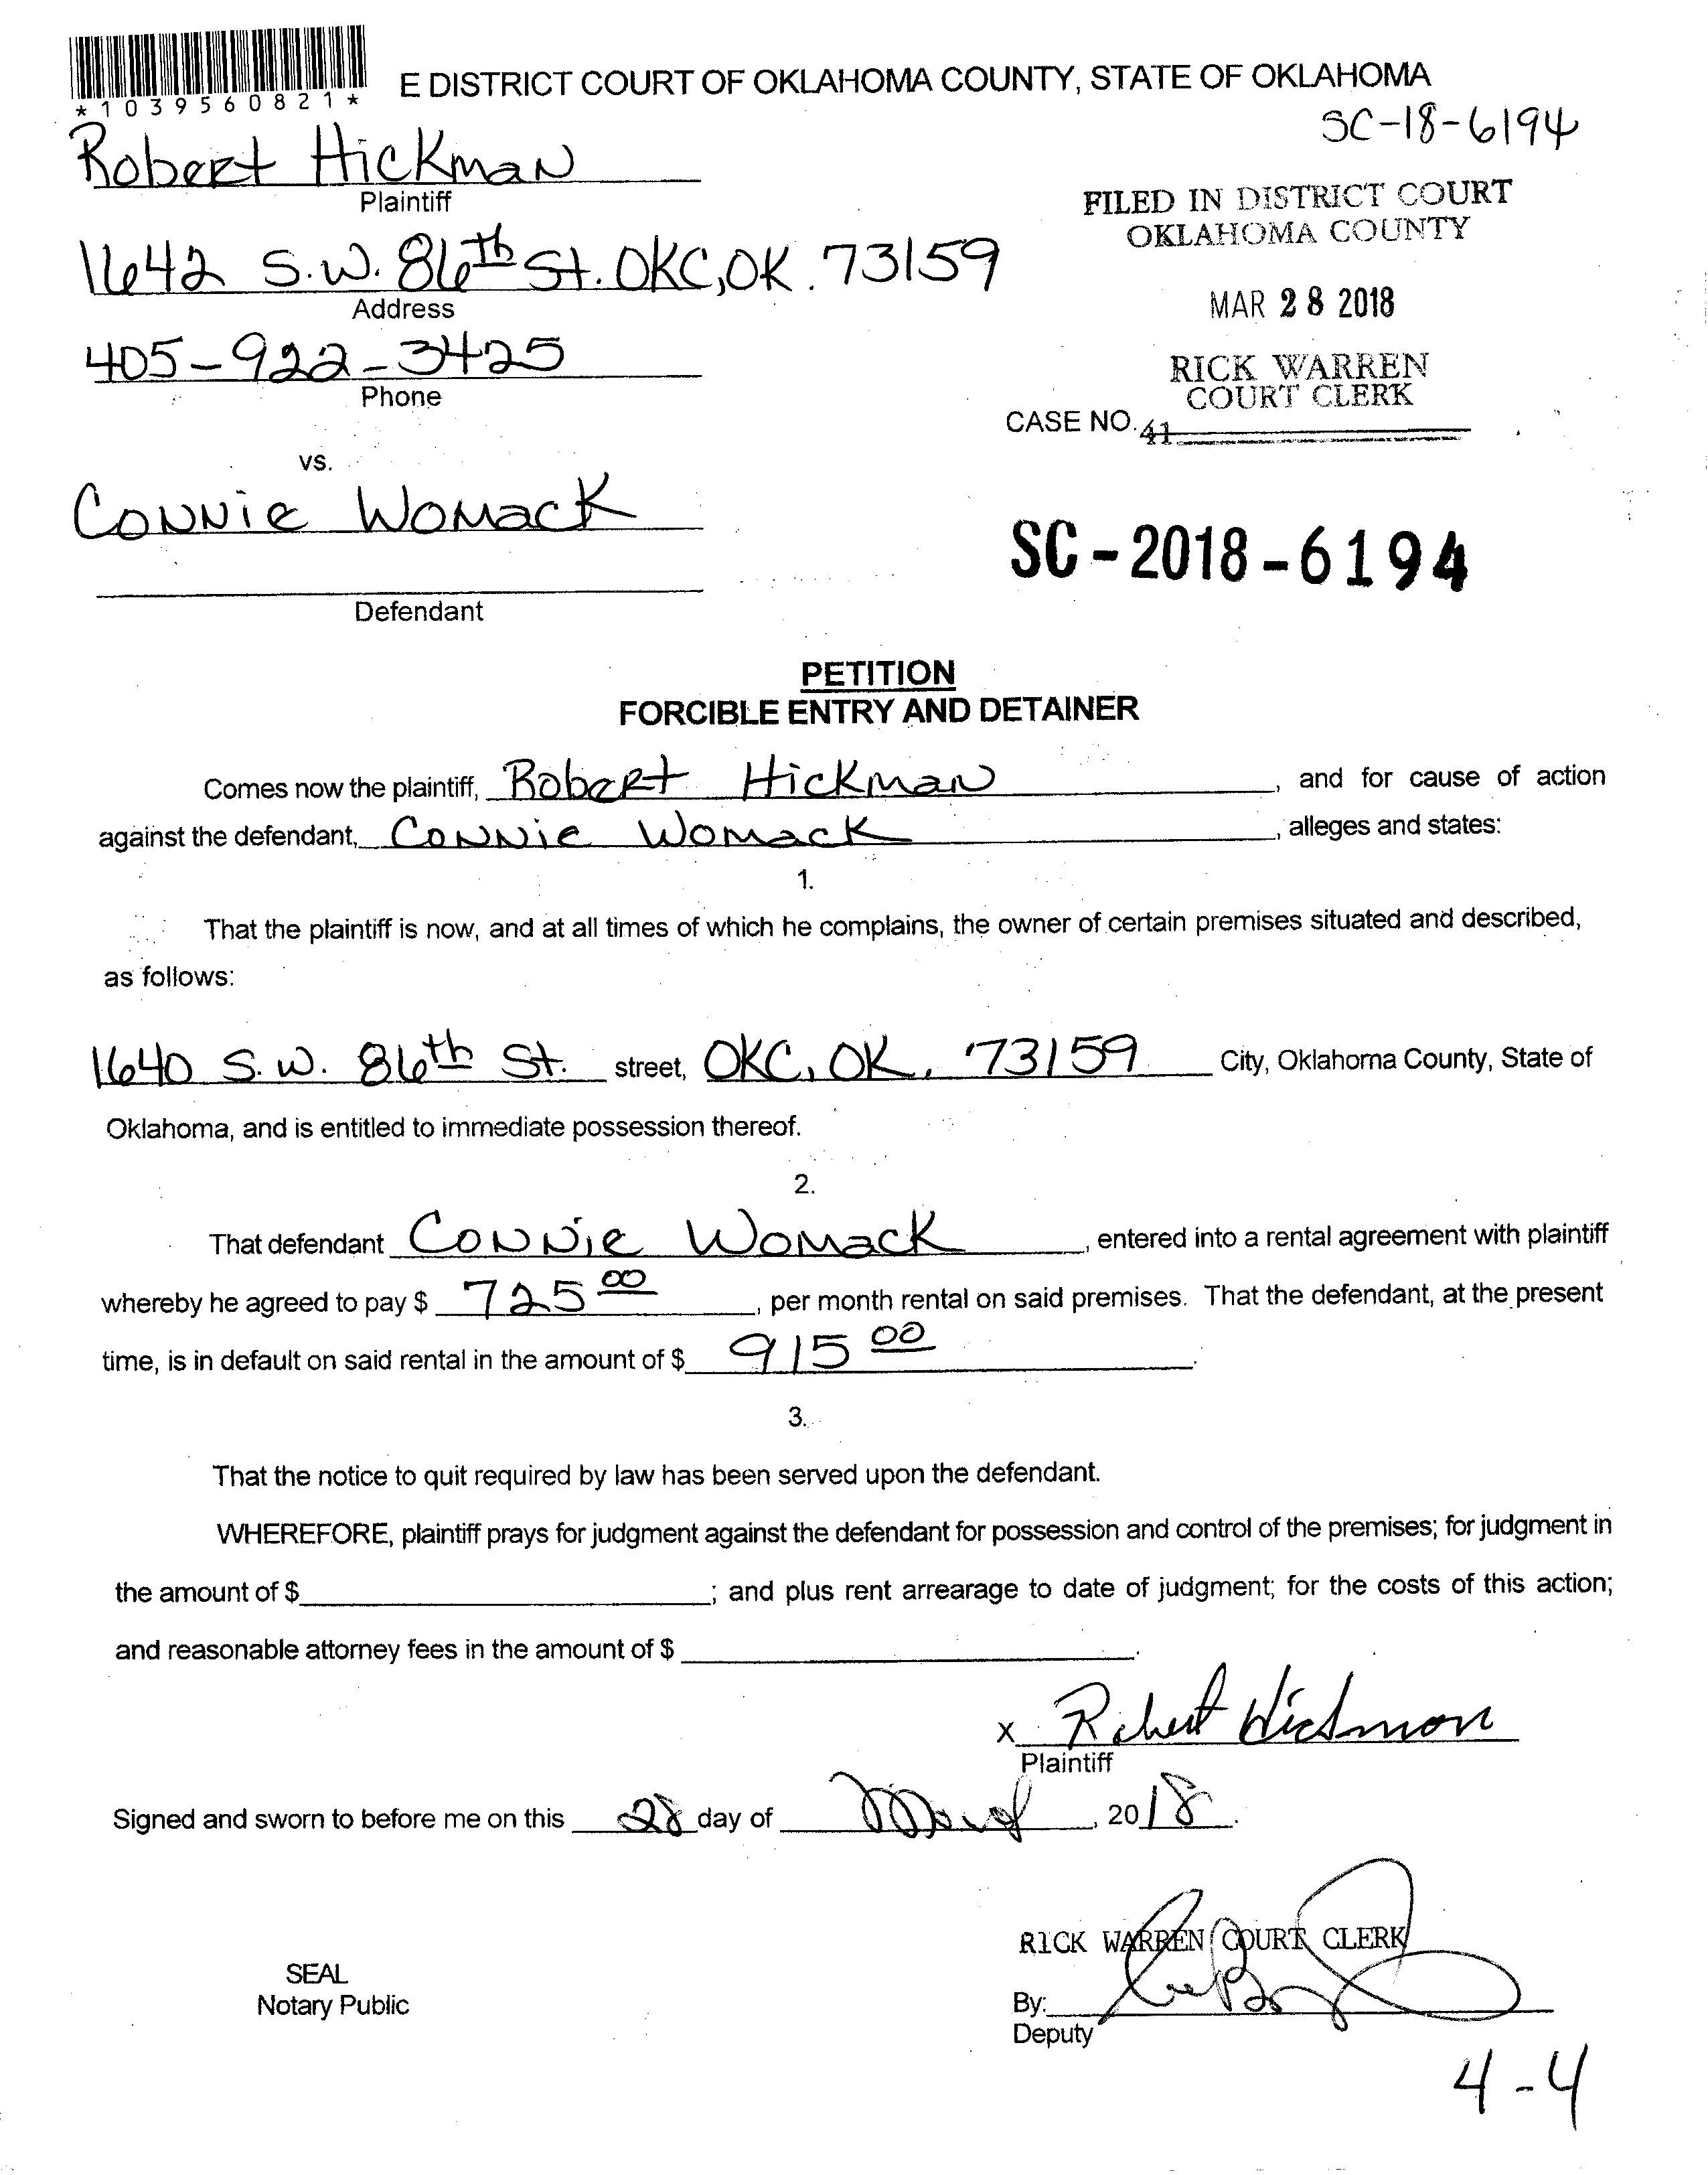 *1039560821*
E DISTRICT COURT OF OKLAHOMA COUNTY, STATE OF OKLAHOMA
SC-18-6194
Robert Hickman
Plaintiff
FILED IN DISTRICT COURT
OKLAHOMA COUNTY
1642 S.W. 86th St. OKC, OK. 73159
Address
MAR 28 2018
405-922-3425
Phone
RICK WARREN
COURT CLERK
CASE NO. 41
vs.
Connie Womack
SC-2018-6194
Defendant
PETITION
FORCIBLE ENTRY AND DETAINER
Comes now the plaintiff, Robert Hickman, and for cause of action
against the defendant, Connie Womack, alleges and states:
1.
That the plaintiff is now, and at all times of which he complains, the owner of certain premises situated and described,
as follows:
1640 S.W. 86th St. street, OKC, OK, 73159 City, Oklahoma County, State of
Oklahoma, and is entitled to immediate possession thereof.
2.
That defendant Connie Womack, entered into a rental agreement with plaintiff
whereby he agreed to pay $ 725 00, per month rental on said premises. That the defendant, at the present
time, is in default on said rental in the amount of $ 915 00.
3.
That the notice to quit required by law has been served upon the defendant.
WHEREFORE, plaintiff prays for judgment against the defendant for possession and control of the premises; for judgment in
the amount of $ ; and plus rent arrearage to date of judgment; for the costs of this action;
and reasonable attorney fees in the amount of $ .
x Robert Hickman
Plaintiff
Signed and sworn to before me on this 28 day of March, 2018.
RICK WARREN COURT CLERK
SEAL
Notary Public
By:
Deputy
4-4